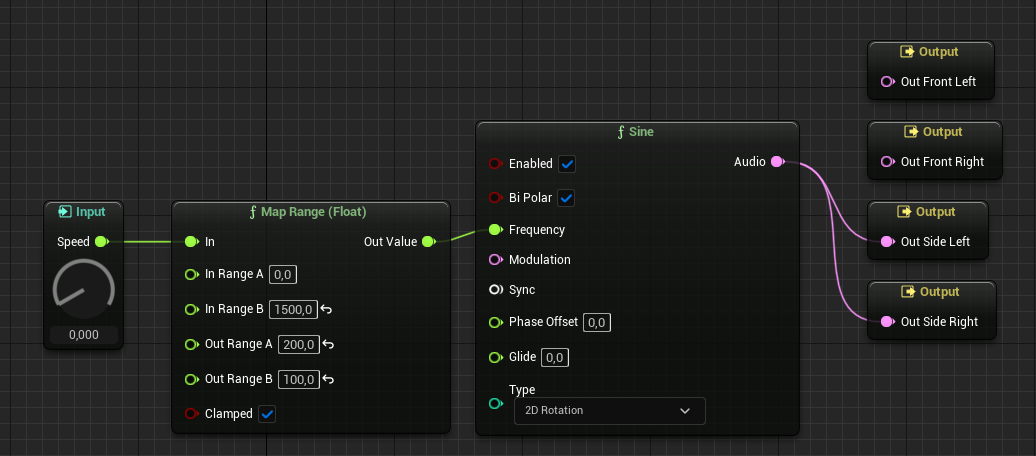 Input
Speed
0,000
Map Range (Float)
In
Out Value
In Range A 0,0
In Range B 1500,0
Out Range A 200,0
Out Range B 100,0
Clamped
Sine
Enabled
Audio
Bi Polar
Frequency
Modulation
Sync
Phase Offset 0,0
Glide 0,0
Type
2D Rotation
Output
Out Front Left
Output
Out Front Right
Output
Out Side Left
Output
Out Side Right